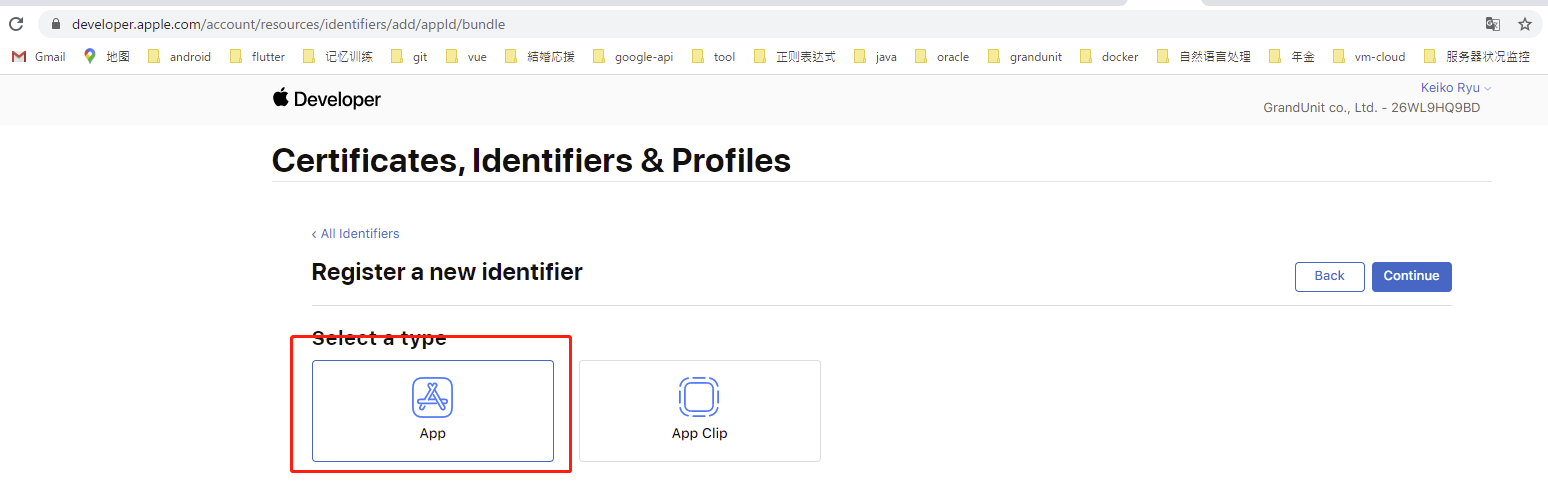 developer.apple.com/account/resources/identifiers/add/appId/bundle
Gmail 地图 android flutter 记忆训练 git vue 結婚応援 google-api tool 正则表达式 java oracle grandunit docker 自然语言处理 年金 vm-cloud 服务器状况监控
Developer
Keiko Ryu
GrandUnit co., Ltd. - 26WL9HQ9BD
Certificates, Identifiers & Profiles
‹ All Identifiers
Register a new identifier
Back Continue
Select a type
App App Clip